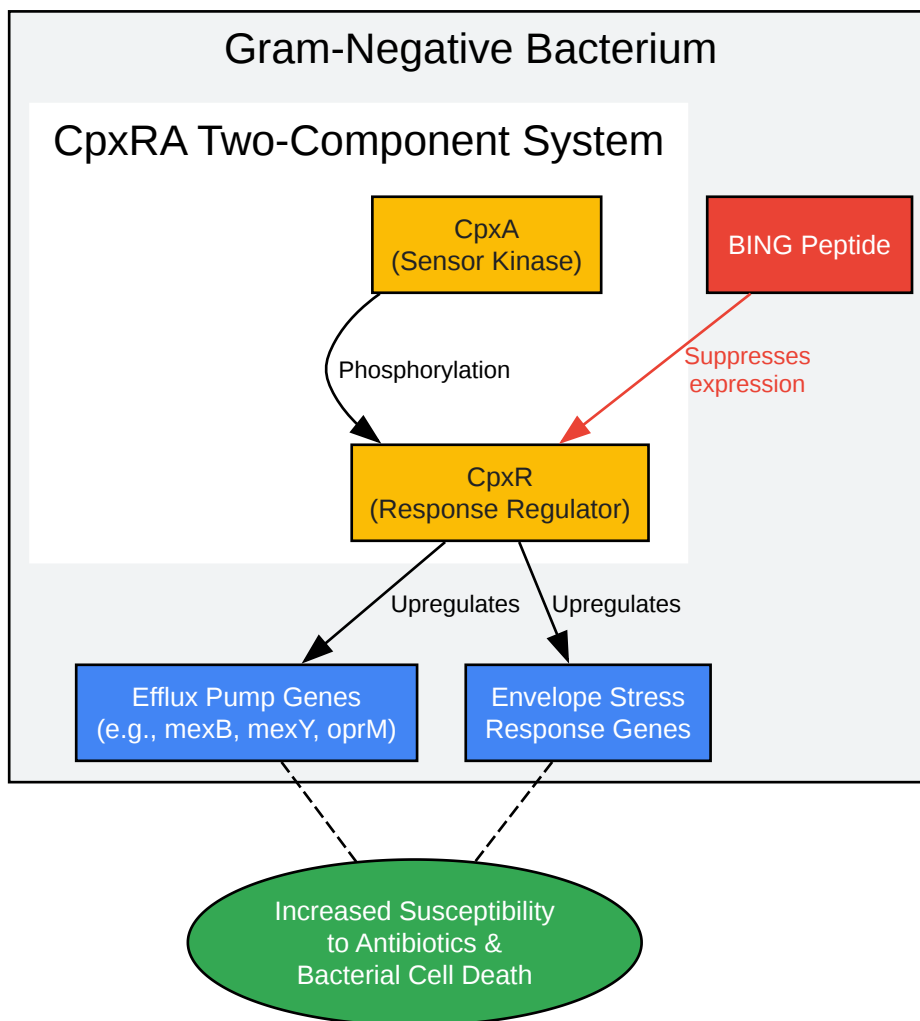 Gram-Negative Bacterium
CpxRA Two-Component System
CpxA
(Sensor Kinase)
BING Peptide
Phosphorylation
Suppresses
expression
CpxR
(Response Regulator)
Upregulates
Upregulates
Efflux Pump Genes
(e.g., mexB, mexY, oprM)
Envelope Stress
Response Genes
Increased Susceptibility
to Antibiotics &
Bacterial Cell Death